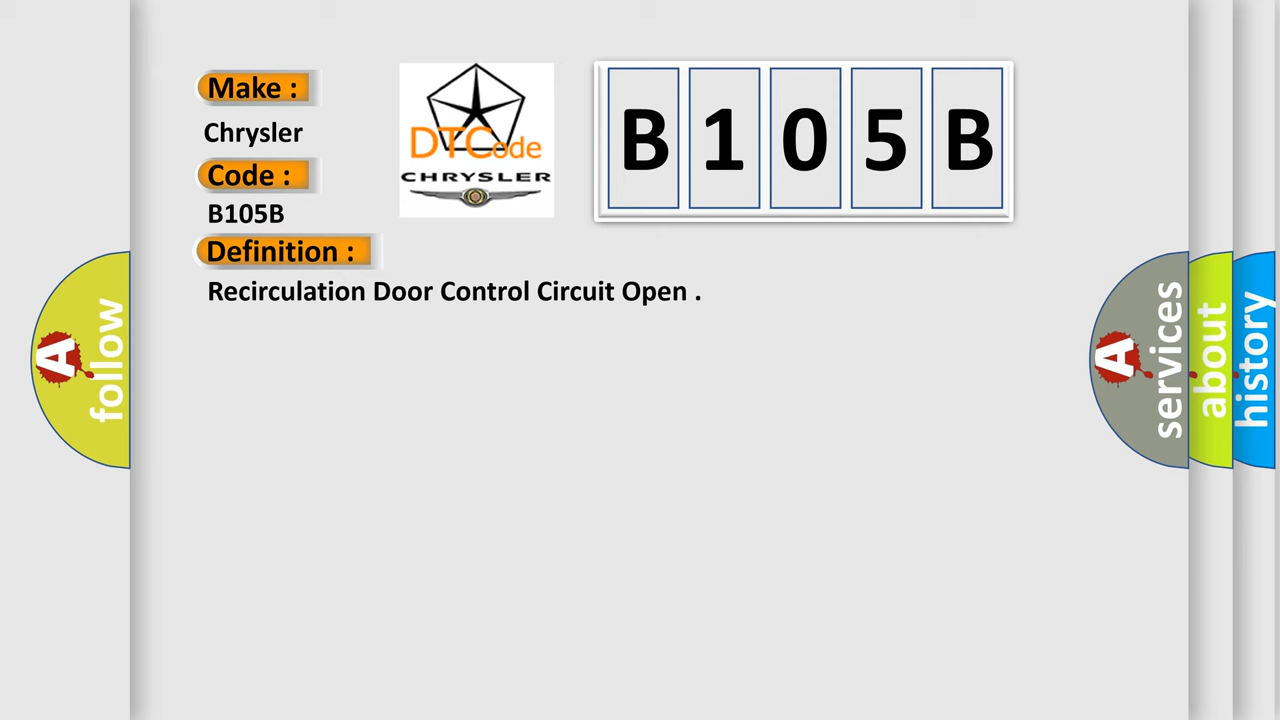 Make :
Chrysler
Code :
B105B
Definition :
Recirculation Door Control Circuit Open .
DTCode
CHRYSLER
B 1 0 5 B
A
follow
A
services
about
history